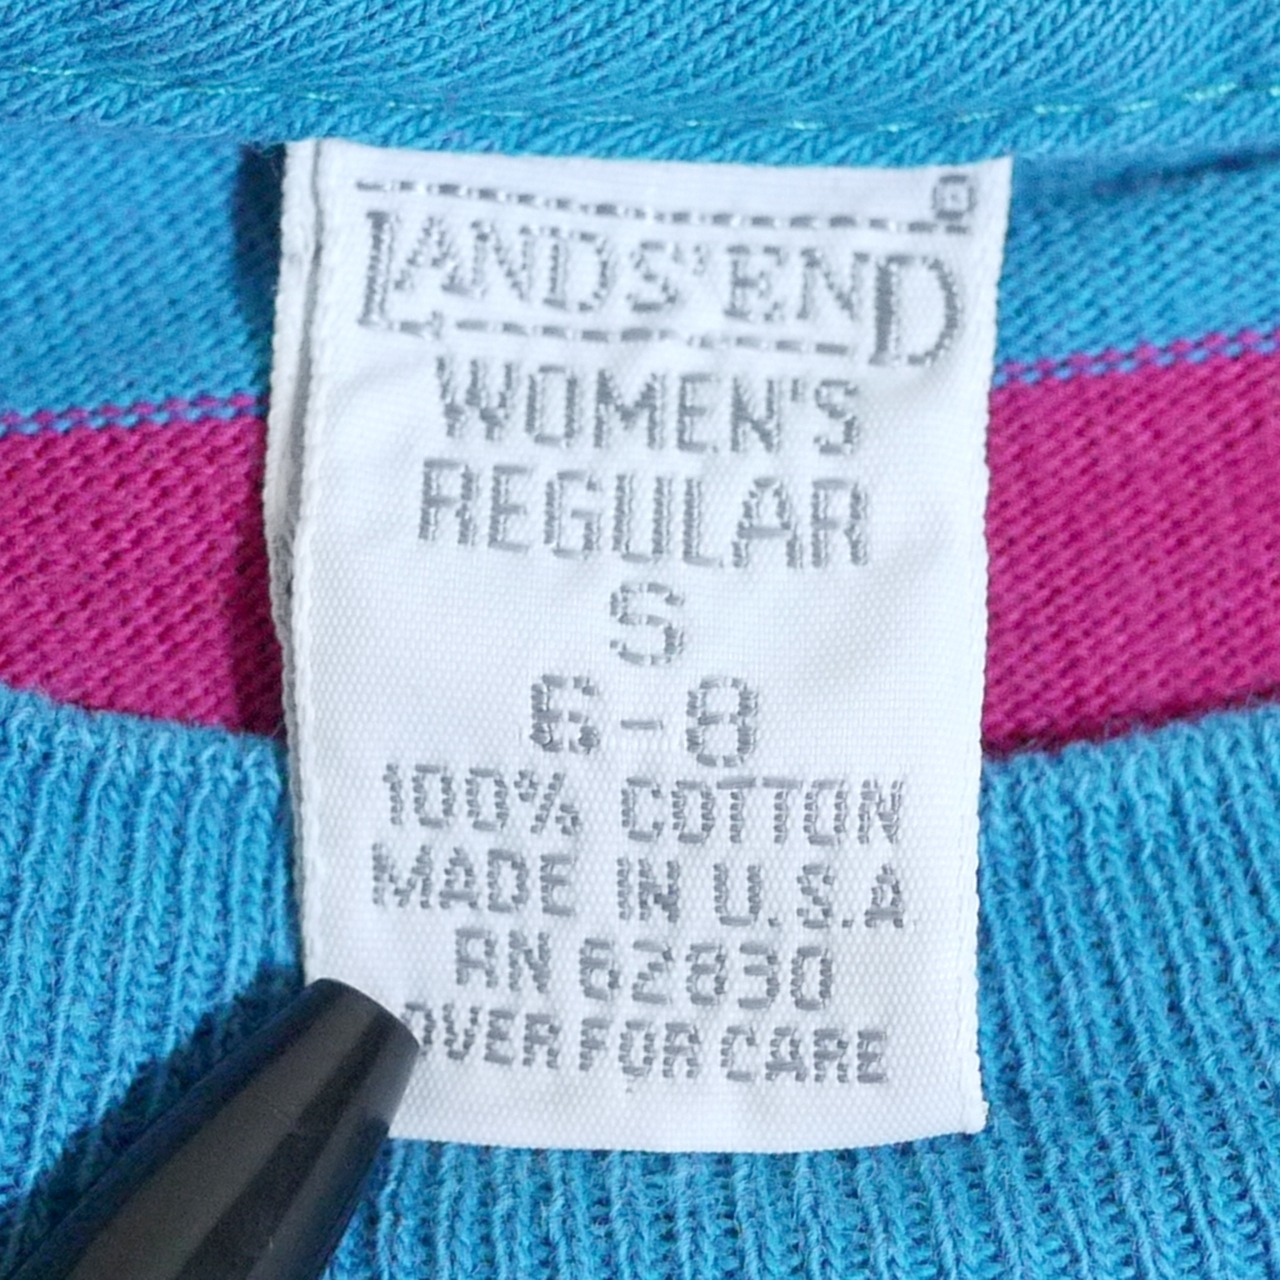 LANDS' END®
WOMEN'S
REGULAR
S
6-8
100% COTTON
MADE IN U.S.A.
RN 62830
OVER FOR CARE